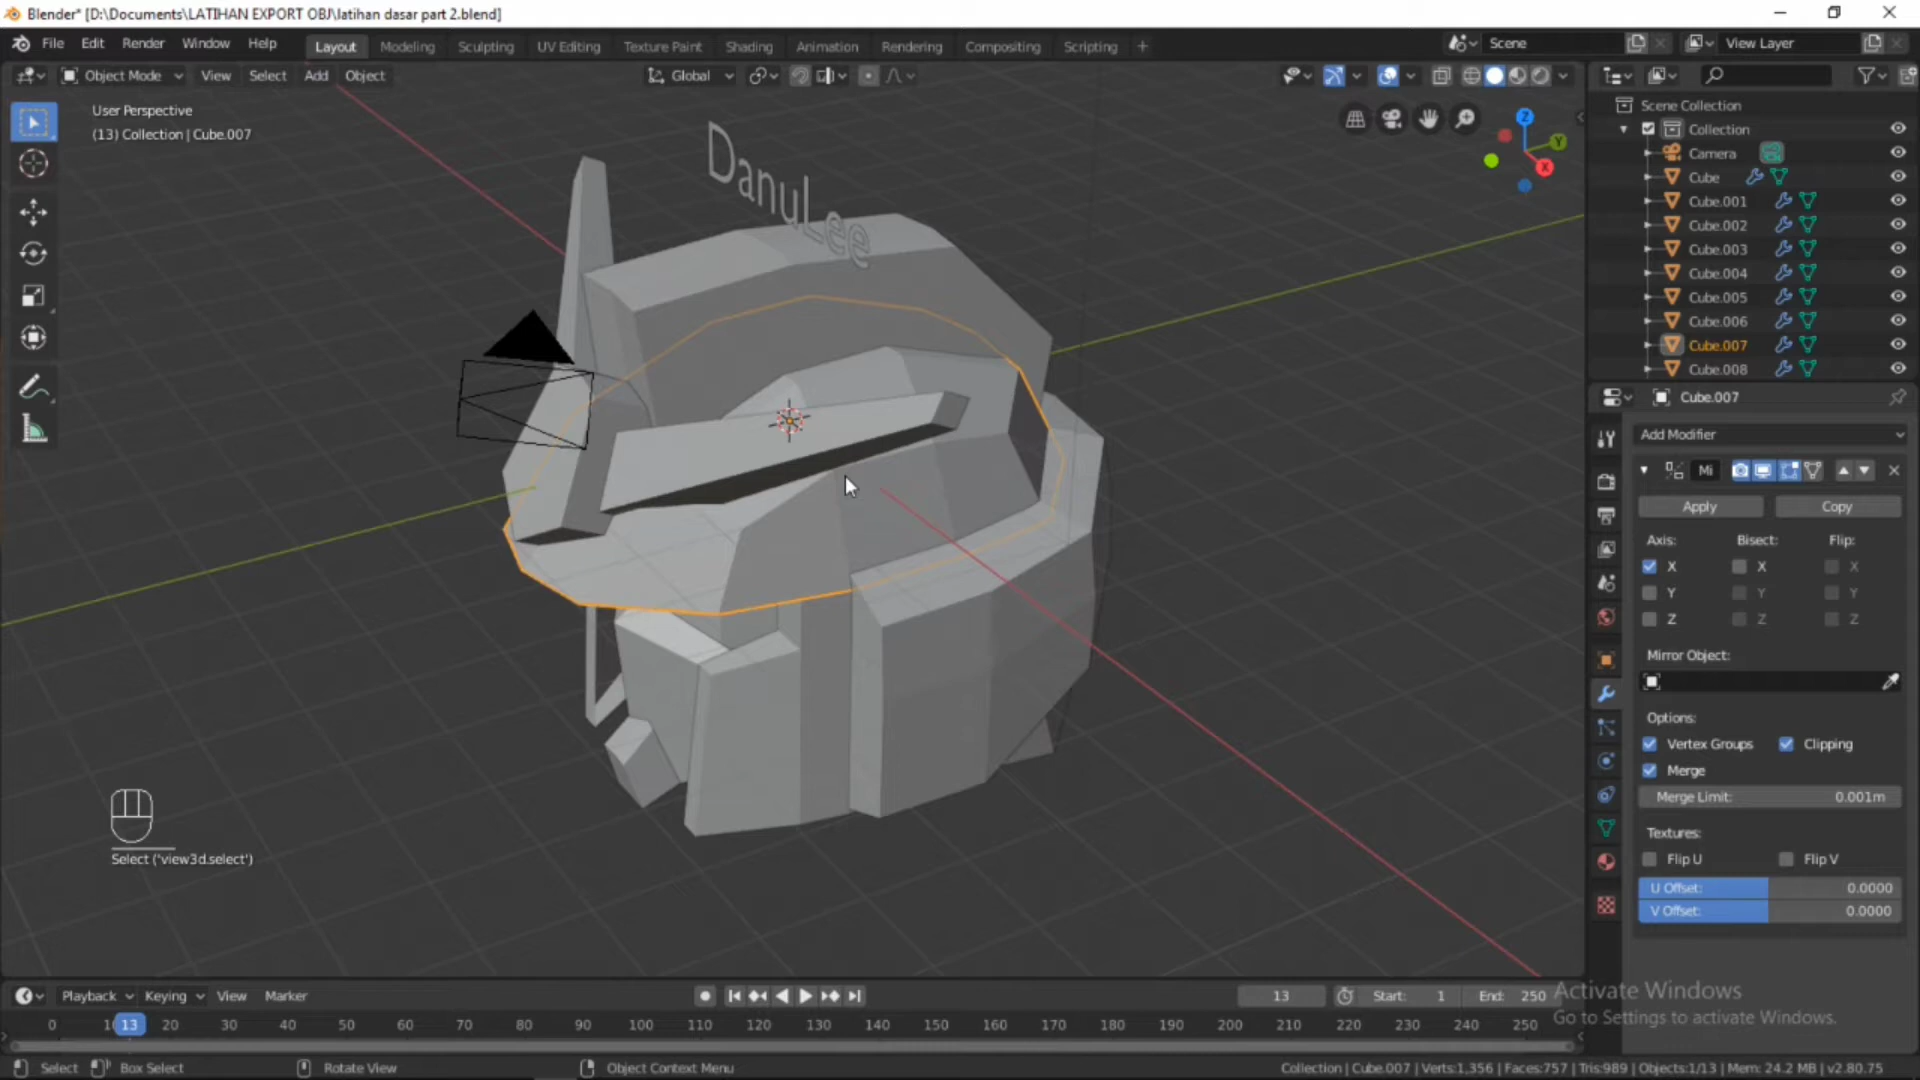 Blender* [D:\Documents\LATIHAN EXPORT OBJ\latihan dasar part 2.blend]
File Edit Render Window Help Layout Modeling Sculpting UV Editing Texture Paint Shading Animation Rendering Compositing Scripting + Scene View Layer
Object Mode View Select Add Object Global
User Perspective
(13) Collection | Cube.007
DanuLee
Z
Y
X
Select ('view3d.select')
Scene Collection
Collection
Camera
Cube
Cube.001
Cube.002
Cube.003
Cube.004
Cube.005
Cube.006
Cube.007
Cube.008
Cube.007
Add Modifier
Mi
Apply Copy
Axis: Bisect: Flip:
X X X
Y Y Y
Z Z Z
Mirror Object:
Options:
Vertex Groups Clipping
Merge
Merge Limit: 0.001m
Textures:
Flip U Flip V
U Offset: 0.0000
V Offset: 0.0000
Activate Windows
Go to Settings to activate Windows.
Playback Keying View Marker 13 Start: 1 End: 250
0 13 20 30 40 50 60 70 80 90 100 110 120 130 140 150 160 170 180 190 200 210 220 230 240 250
Select Box Select Rotate View Object Context Menu Collection | Cube.007 | Verts:1,356 | Faces:757 | Tris:989 | Objects:1/13 | Mem: 24.2 MB | v2.80.75